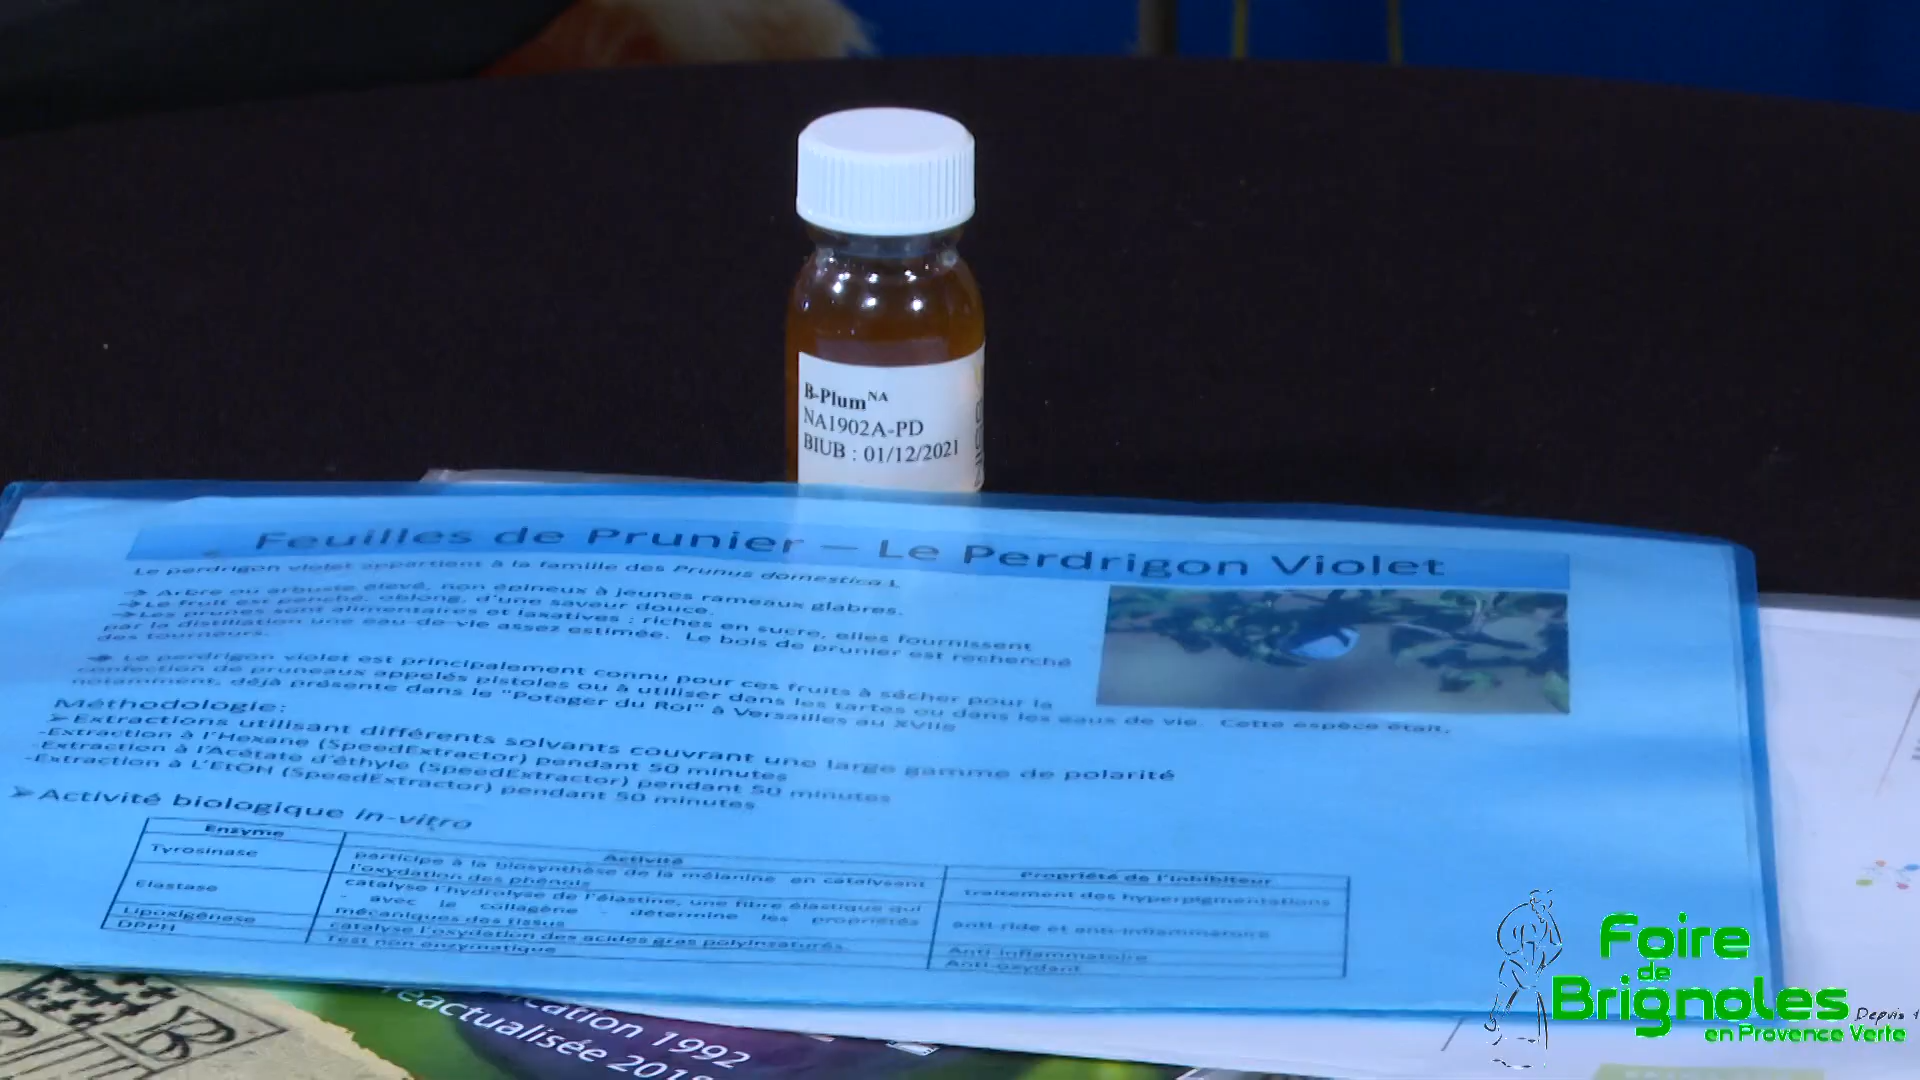 B-Plum NA
NA1902A-PD
BIUB : 01/12/2021
Feuilles de Prunier – Le Perdrigon Violet
Le perdrigon violet appartient à la famille des Prunus domestica L
➔ Arbre ou arbuste élevé, non épineux à jeunes rameaux glabres.
➔ Le fruit est penché, oblong, d'une saveur douce.
➔ Les prunes sont alimentaires et laxatives : riches en sucre, elles fournissent
par la distillation une eau-de-vie assez estimée. Le bois de prunier est recherché
des tourneurs.
➔ Le perdrigon violet est principalement connu pour ces fruits à sécher pour la
confection de pruneaux appelés pistoles ou à utiliser dans les tartes ou dans les eaux de vie. Cette espèce était,
notamment, déjà présente dans le "Potager du Roi" à Versailles au XVIIe
Méthodologie:
➤ Extractions utilisant différents solvants couvrant une large gamme de polarité
-Extraction à l'Hexane (SpeedExtractor) pendant 50 minutes
-Extraction à l'Acétate d'éthyle (SpeedExtractor) pendant 50 minutes
-Extraction à L'EtOH (SpeedExtractor) pendant 50 minutes
➤ Activité biologique in-vitro
Enzyme Activité Propriété de l'inhibiteur
Tyrosinase participe à la biosynthèse de la mélanine en catalysant
l'oxydation des phénols traitement des hyperpigmentations
Elastase catalyse l'hydrolyse de l'élastine, une fibre élastique qui
- avec le collagène - détermine les propriétés
mécaniques des tissus anti-ride et anti-inflammatoire
Lipoxigénase catalyse l'oxydation des acides gras polyinsaturés Anti-inflammatoire
DPPH Test non enzymatique Anti-oxydant
cation 1992
réactualisée 2018
Foire
de
Brignoles
Depuis
en Provence Verte